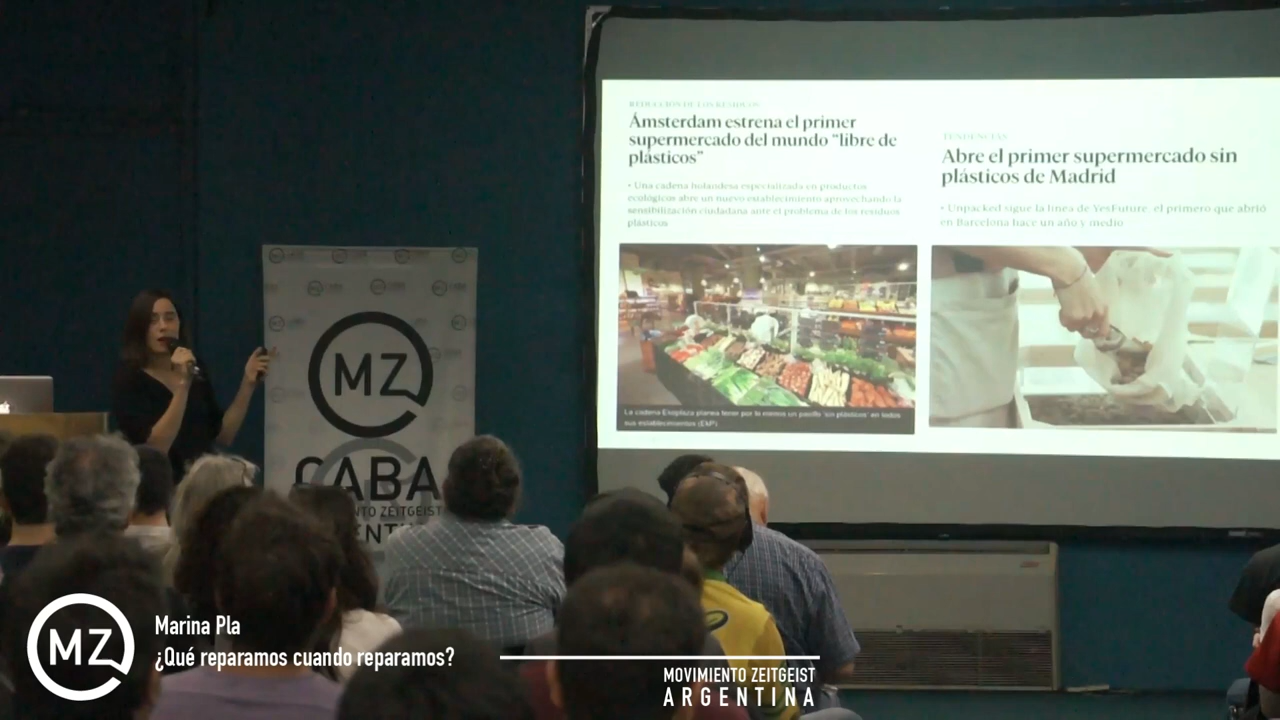 REDUCCIÓN DE LOS RESIDUOS
Ámsterdam estrena el primer
supermercado del mundo “libre de
plásticos”
• Una cadena holandesa especializada en productos
ecológicos abre un nuevo establecimiento aprovechando la
sensibilización ciudadana ante el problema de los residuos
plásticos
La cadena Ekoplaza planea tener por lo menos un pasillo 'sin plásticos' en todos
sus establecimientos (EkP)
TENDENCIAS
Abre el primer supermercado sin
plásticos de Madrid
• Unpacked sigue la línea de YesFuture, el primero que abrió
en Barcelona hace un año y medio
MZ
CABA
ENTO ZEITGEIST
MZ
Marina Pla
¿Qué reparamos cuando reparamos?
MOVIMIENTO ZEITGEIST
ARGENTINA